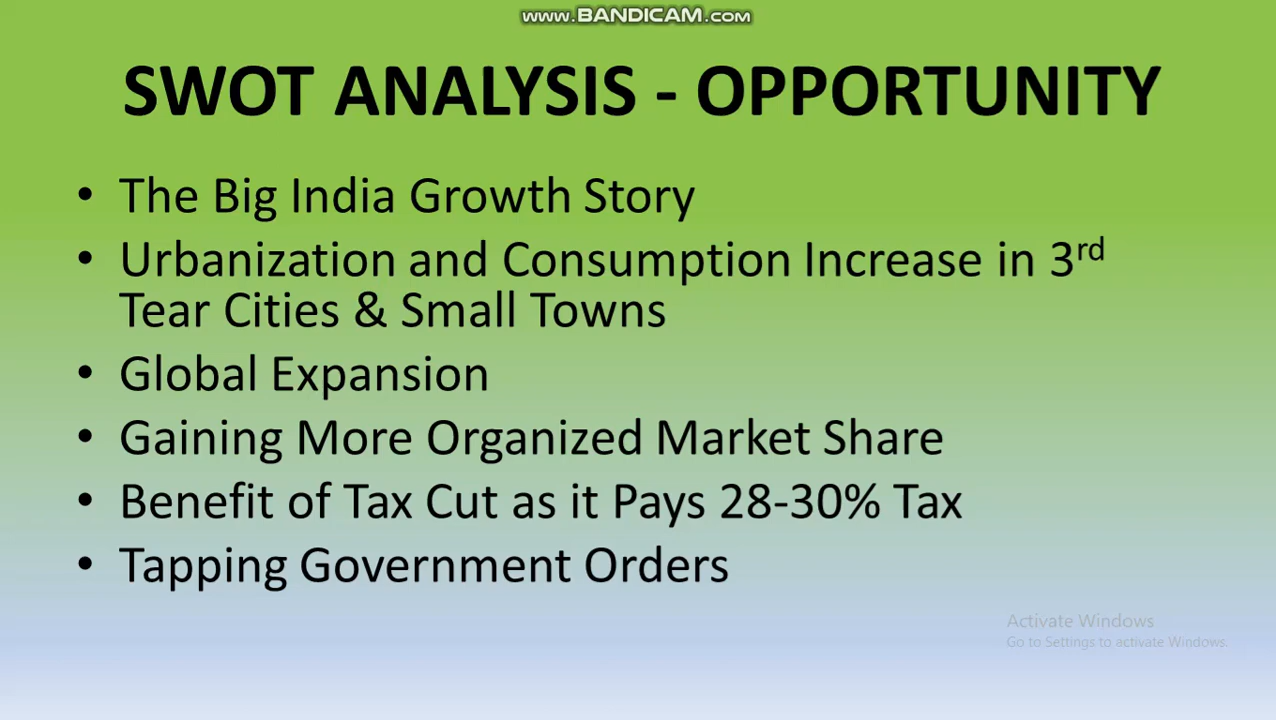 www.BANDICAM.com
SWOT ANALYSIS - OPPORTUNITY
• The Big India Growth Story
• Urbanization and Consumption Increase in 3rd
Tear Cities & Small Towns
• Global Expansion
• Gaining More Organized Market Share
• Benefit of Tax Cut as it Pays 28-30% Tax
• Tapping Government Orders
Activate Windows
Go to Settings to activate Windows.